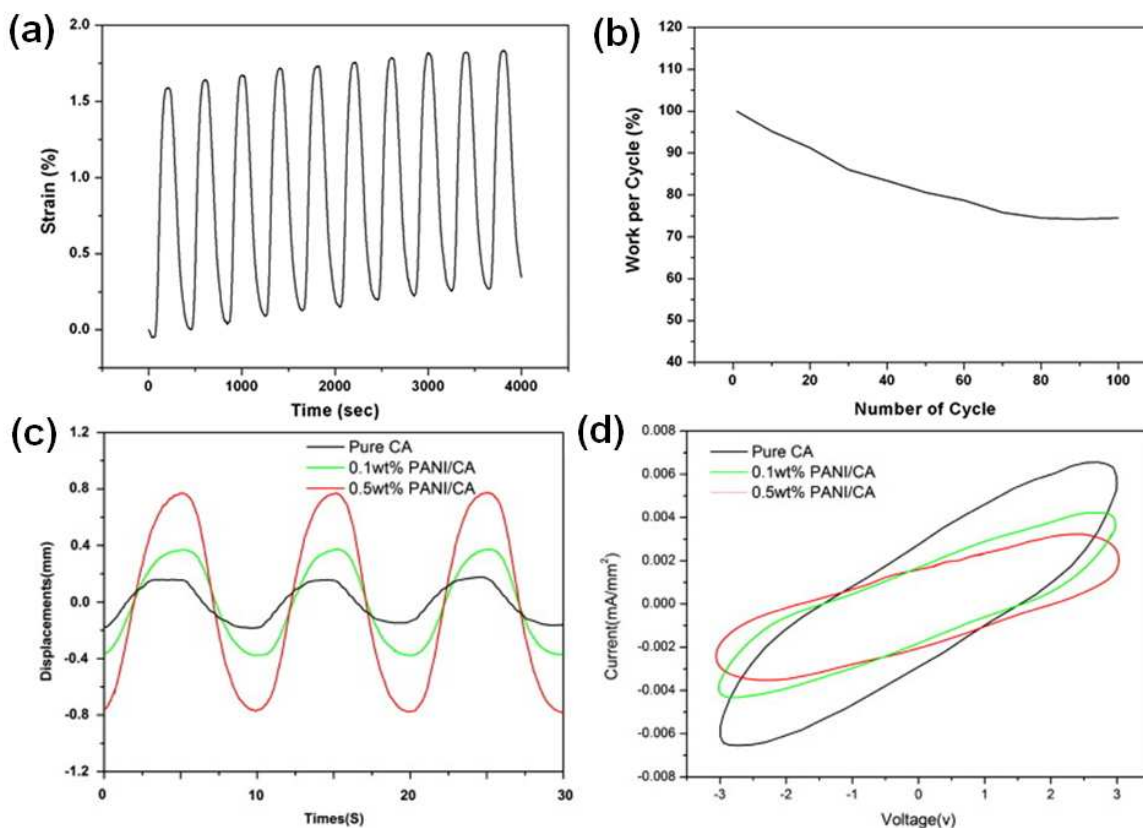 (a)
2.0
1.5
1.0
0.5
0.0
Strain (%)
0 1000 2000 3000 4000
Time (sec)
(b)
120
110
100
90
80
70
60
50
40
Work per Cycle (%)
0 20 40 60 80 100
Number of Cycle
(c)
1.2
0.8
0.4
0.0
-0.4
-0.8
-1.2
Displacements(mm)
Pure CA
0.1wt% PANI/CA
0.5wt% PANI/CA
0 10 20 30
Times(S)
(d)
0.008
0.006
0.004
0.002
0.000
-0.002
-0.004
-0.006
-0.008
Current(mA/mm²)
Pure CA
0.1wt% PANI/CA
0.5wt% PANI/CA
-3 -2 -1 0 1 2 3
Voltage(v)